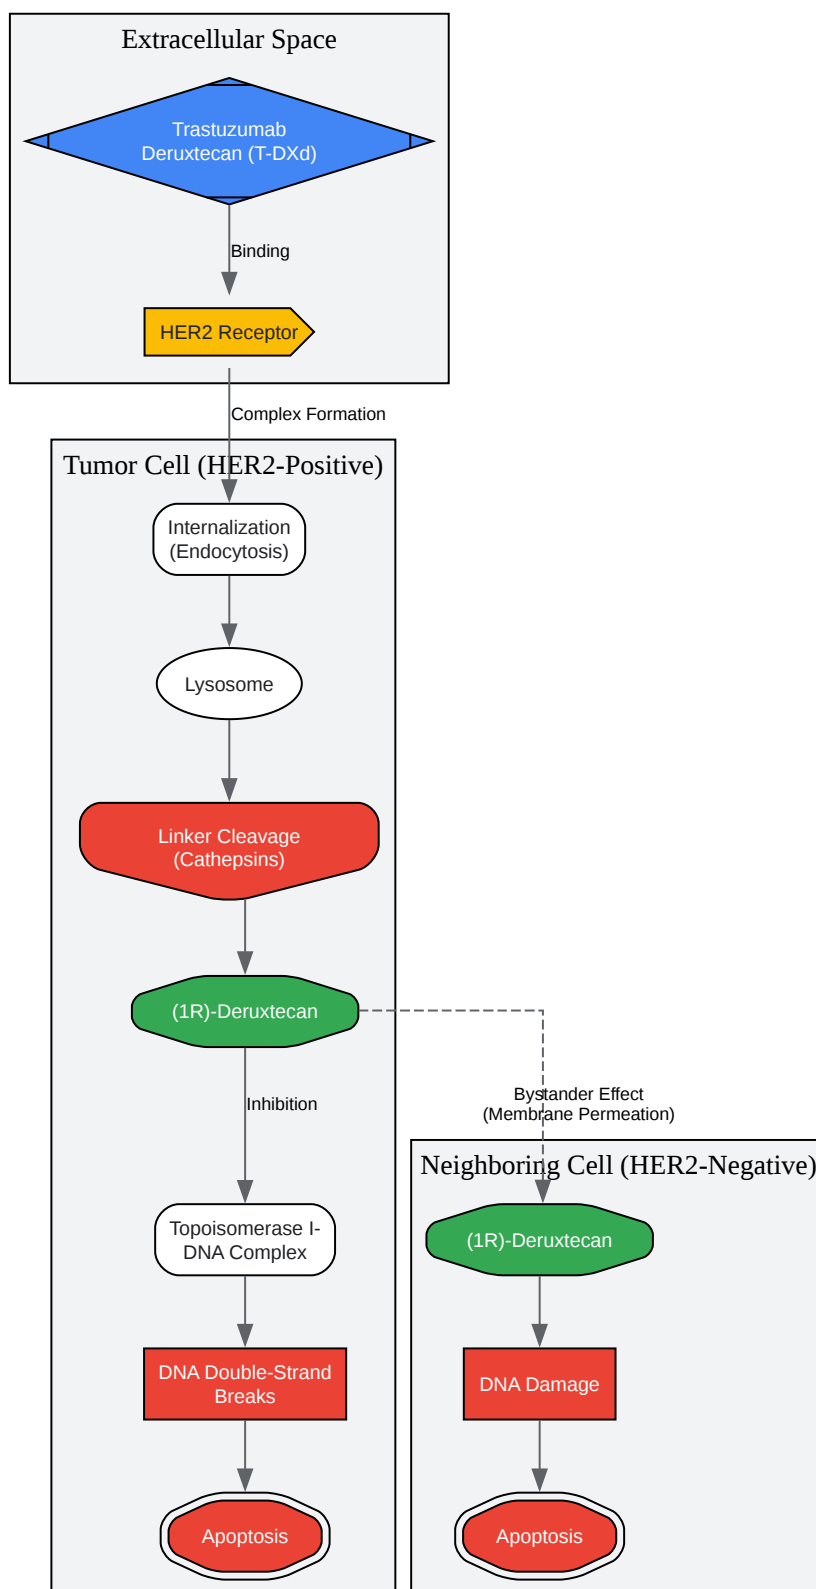 Extracellular Space
Trastuzumab
Deruxtecan (T-DXd)
Binding
HER2 Receptor
Complex Formation
Tumor Cell (HER2-Positive)
Internalization
(Endocytosis)
Lysosome
Linker Cleavage
(Cathepsins)
(1R)-Deruxtecan
Inhibition
Bystander Effect
(Membrane Permeation)
Topoisomerase I-
DNA Complex
DNA Double-Strand
Breaks
Apoptosis
Neighboring Cell (HER2-Negative)
(1R)-Deruxtecan
DNA Damage
Apoptosis